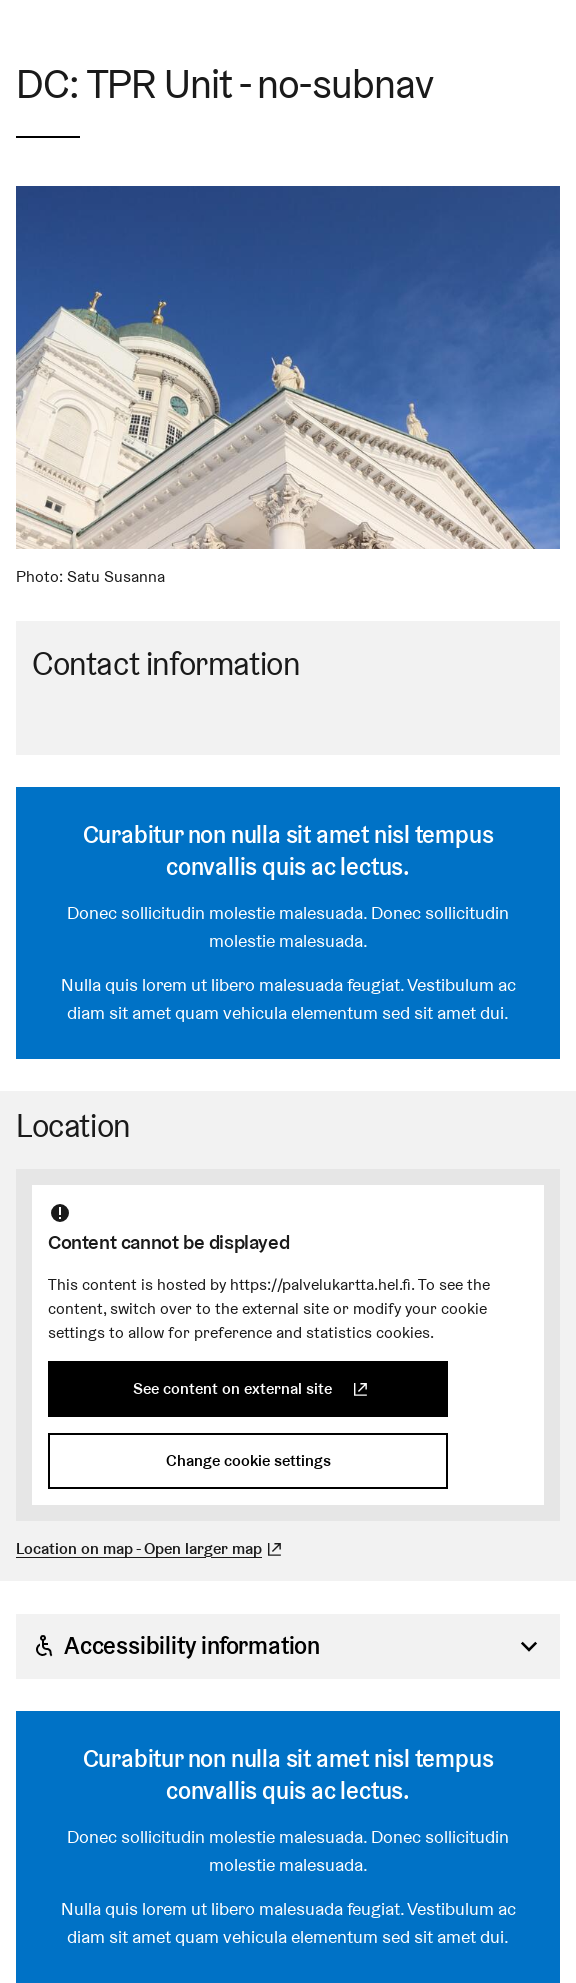 DC: TPR Unit - no-subnav
Photo: Satu Susanna
Contact information
Curabitur non nulla sit amet nisl tempus
convallis quis ac lectus.
Donec sollicitudin molestie malesuada. Donec sollicitudin
molestie malesuada.
Nulla quis lorem ut libero malesuada feugiat. Vestibulum ac
diam sit amet quam vehicula elementum sed sit amet dui.
Location
Content cannot be displayed
This content is hosted by https://palvelukartta.hel.fi. To see the
content, switch over to the external site or modify your cookie
settings to allow for preference and statistics cookies.
See content on external site
Change cookie settings
Location on map - Open larger map
Accessibility information
Curabitur non nulla sit amet nisl tempus
convallis quis ac lectus.
Donec sollicitudin molestie malesuada. Donec sollicitudin
molestie malesuada.
Nulla quis lorem ut libero malesuada feugiat. Vestibulum ac
diam sit amet quam vehicula elementum sed sit amet dui.